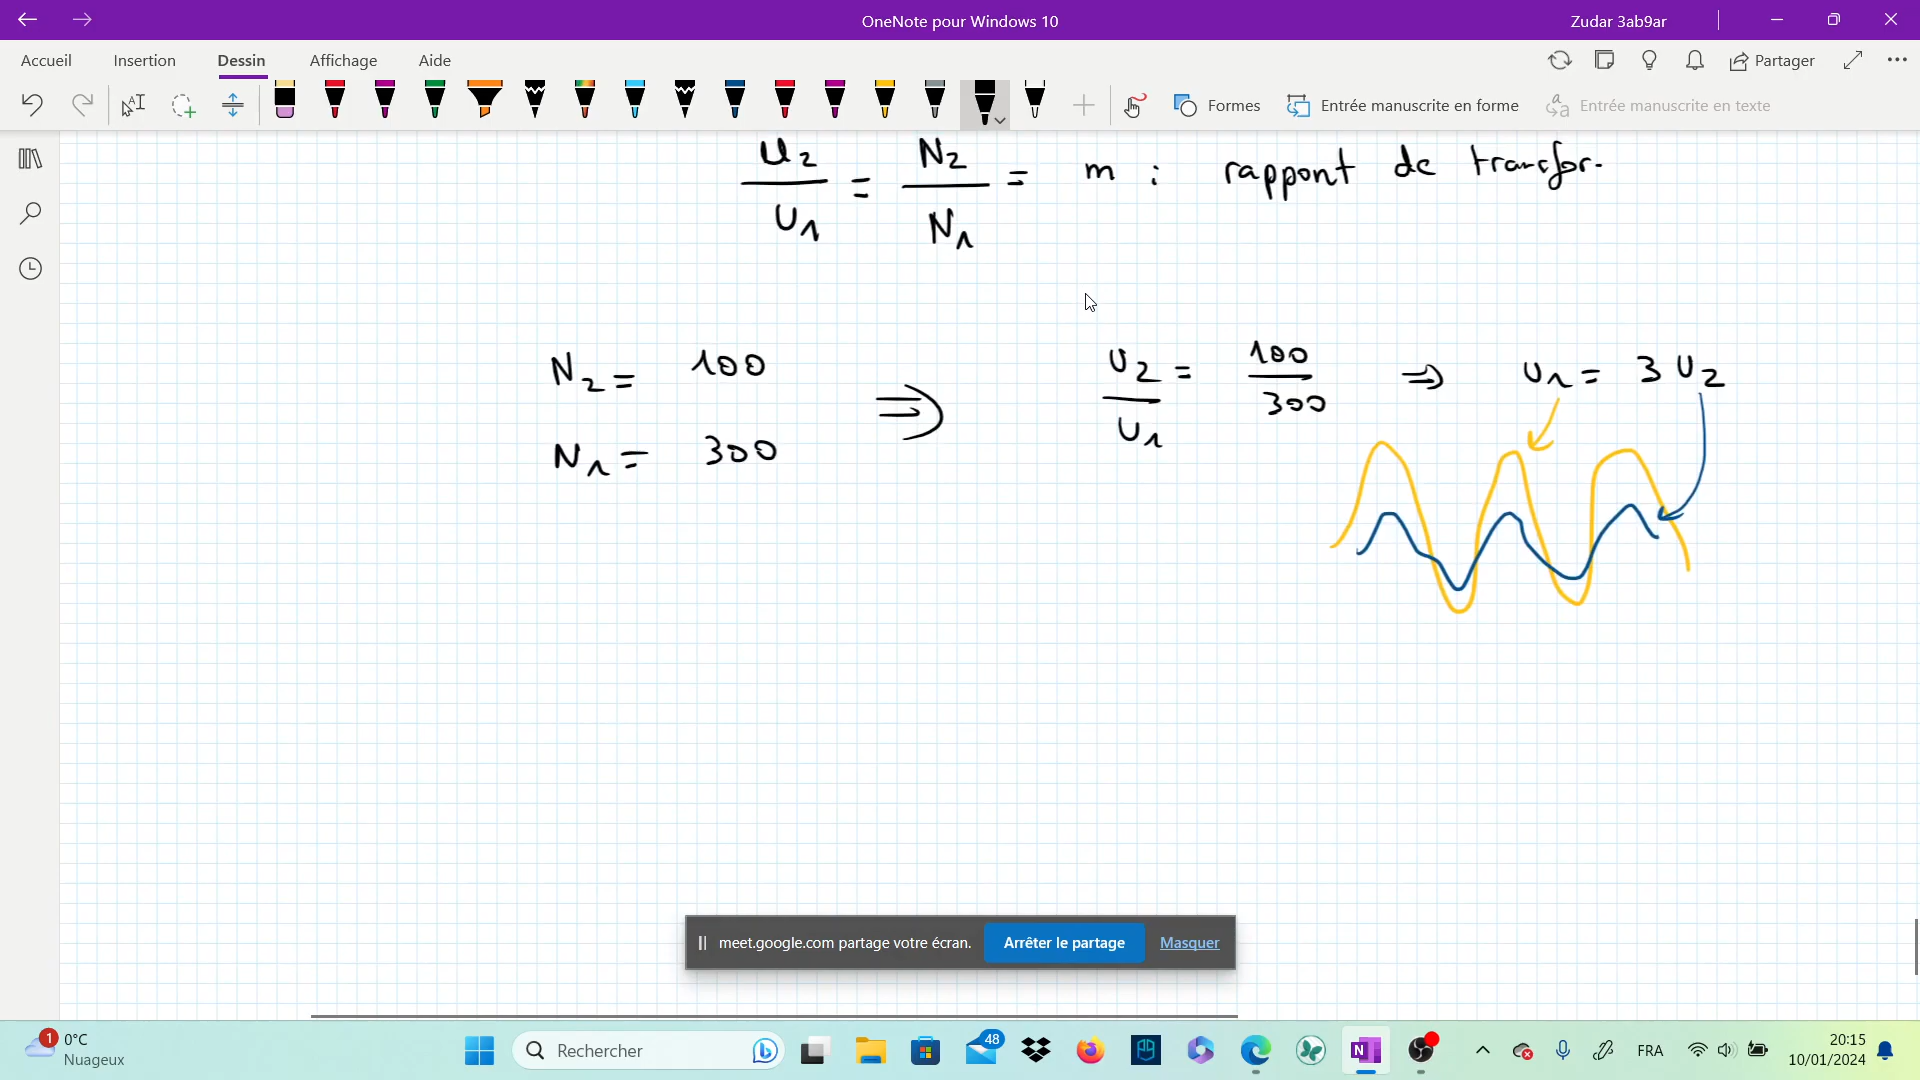 OneNote pour Windows 10
Zudar 3ab9ar
Accueil Insertion Dessin Affichage Aide
Partager
Formes Entrée manuscrite en forme Entrée manuscrite en texte
U2 / U1 = N2 / N1 = m : rapport de transfor.
N2 = 100
N1 = 300
⇒ U2 / U1 = 100 / 300 ⇒ U1 = 3 U2
meet.google.com partage votre écran. Arrêter le partage Masquer
1
0°C
Nuageux
Rechercher
48
FRA
20:15
10/01/2024